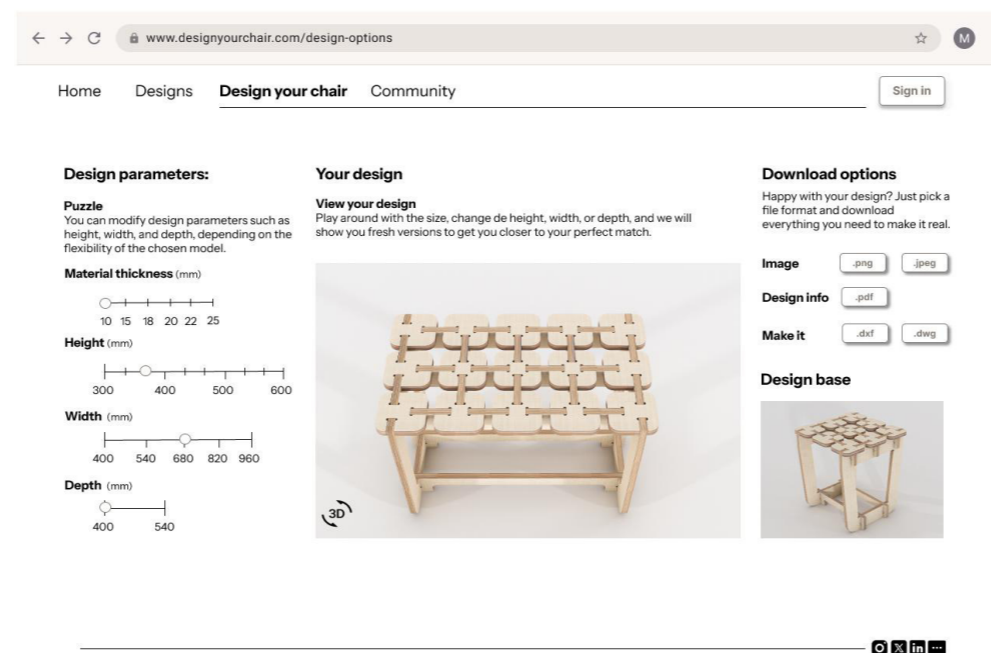 www.designyourchair.com/design-options
M
Home Designs Design your chair Community Sign in
Design parameters:
Puzzle
You can modify design parameters such as
height, width, and depth, depending on the
flexibility of the chosen model.
Material thickness (mm)
10 15 18 20 22 25
Height (mm)
300 400 500 600
Width (mm)
400 540 680 820 960
Depth (mm)
400 540
Your design
View your design
Play around with the size, change de height, width, or depth, and we will
show you fresh versions to get you closer to your perfect match.
3D
Download options
Happy with your design? Just pick a
file format and download
everything you need to make it real.
Image .png .jpeg
Design info .pdf
Make it .dxf .dwg
Design base